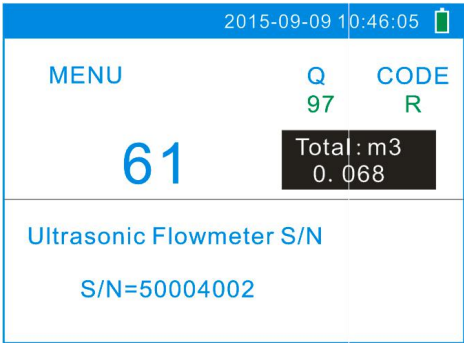 2015-09-09 10:46:05
MENU Q CODE
97 R
61 Total:m3
0.068
Ultrasonic Flowmeter S/N
S/N=50004002